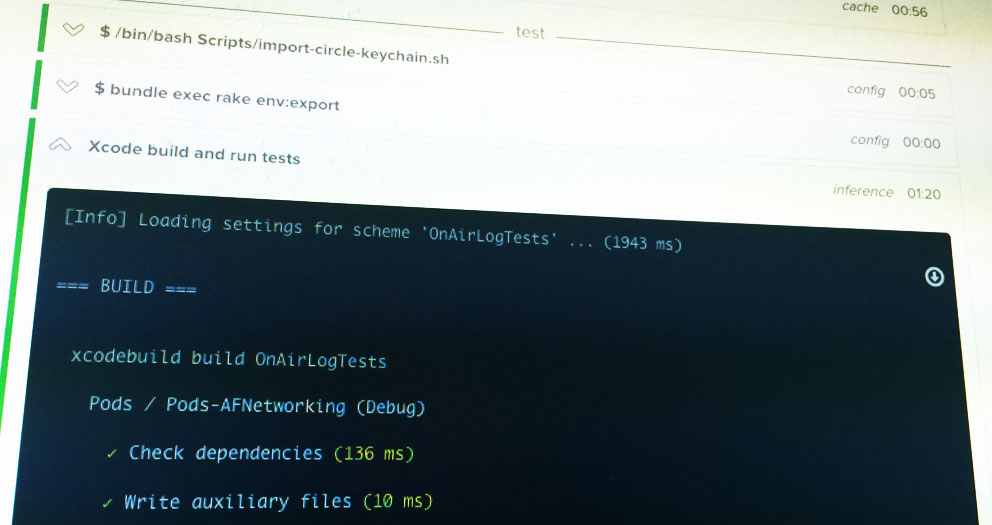 cache 00:56
test
$ /bin/bash Scripts/import-circle-keychain.sh
config 00:05
$ bundle exec rake env:export
config 00:00
Xcode build and run tests
inference 01:20
[Info] Loading settings for scheme 'OnAirLogTests' ... (1943 ms)
=== BUILD ===
xcodebuild build OnAirLogTests
Pods / Pods-AFNetworking (Debug)
✓ Check dependencies (136 ms)
✓ Write auxiliary files (10 ms)